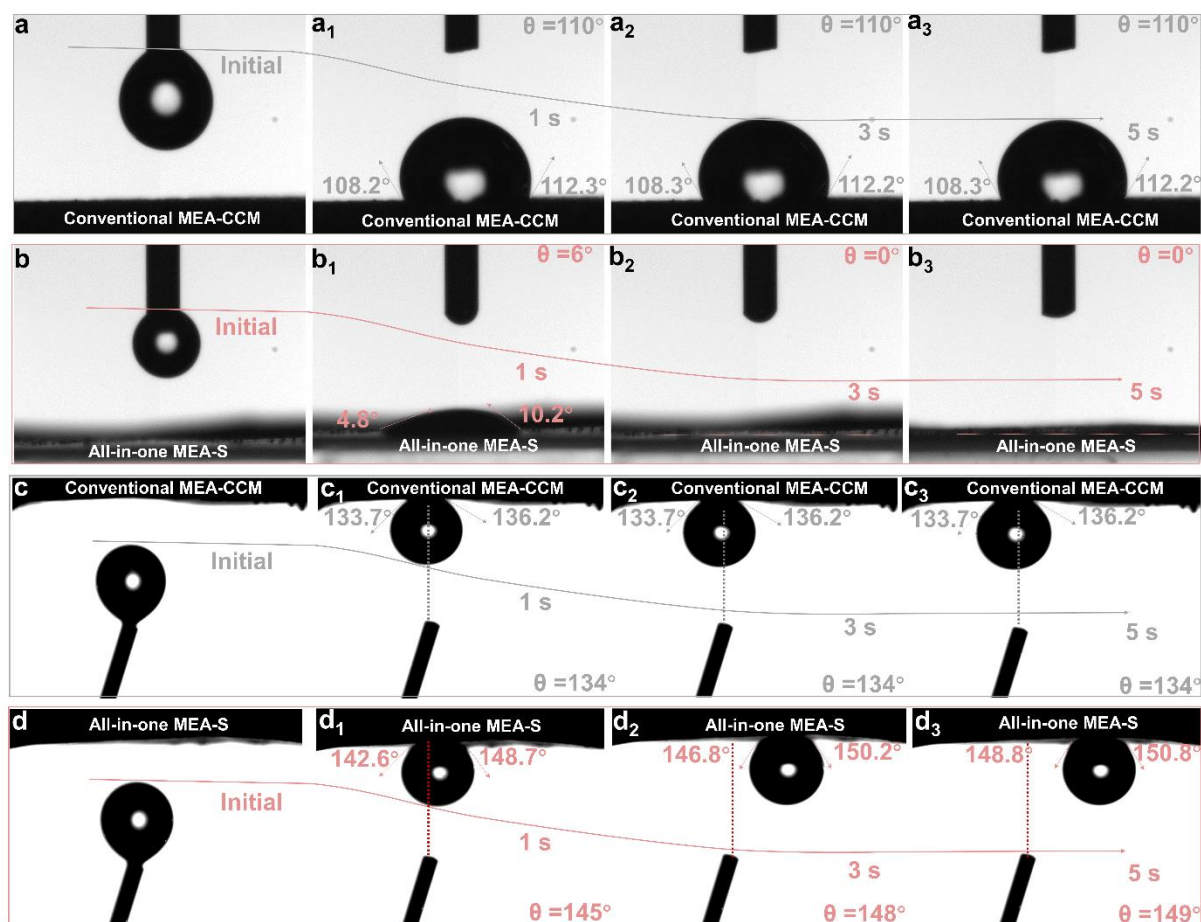 a
Initial
Conventional MEA-CCM
a1
θ =110°
1 s
108.2°
112.3°
Conventional MEA-CCM
a2
θ =110°
3 s
108.3°
112.2°
Conventional MEA-CCM
a3
θ =110°
5 s
108.3°
112.2°
Conventional MEA-CCM
b
Initial
All-in-one MEA-S
b1
θ =6°
1 s
4.8°
10.2°
All-in-one MEA-S
b2
θ =0°
3 s
All-in-one MEA-S
b3
θ =0°
5 s
All-in-one MEA-S
c
Conventional MEA-CCM
Initial
c1
Conventional MEA-CCM
133.7°
136.2°
1 s
θ =134°
c2
Conventional MEA-CCM
133.7°
136.2°
3 s
θ =134°
c3
Conventional MEA-CCM
133.7°
136.2°
5 s
θ =134°
d
All-in-one MEA-S
Initial
d1
All-in-one MEA-S
142.6°
148.7°
1 s
θ =145°
d2
All-in-one MEA-S
146.8°
150.2°
3 s
θ =148°
d3
All-in-one MEA-S
148.8°
150.8°
5 s
θ =149°